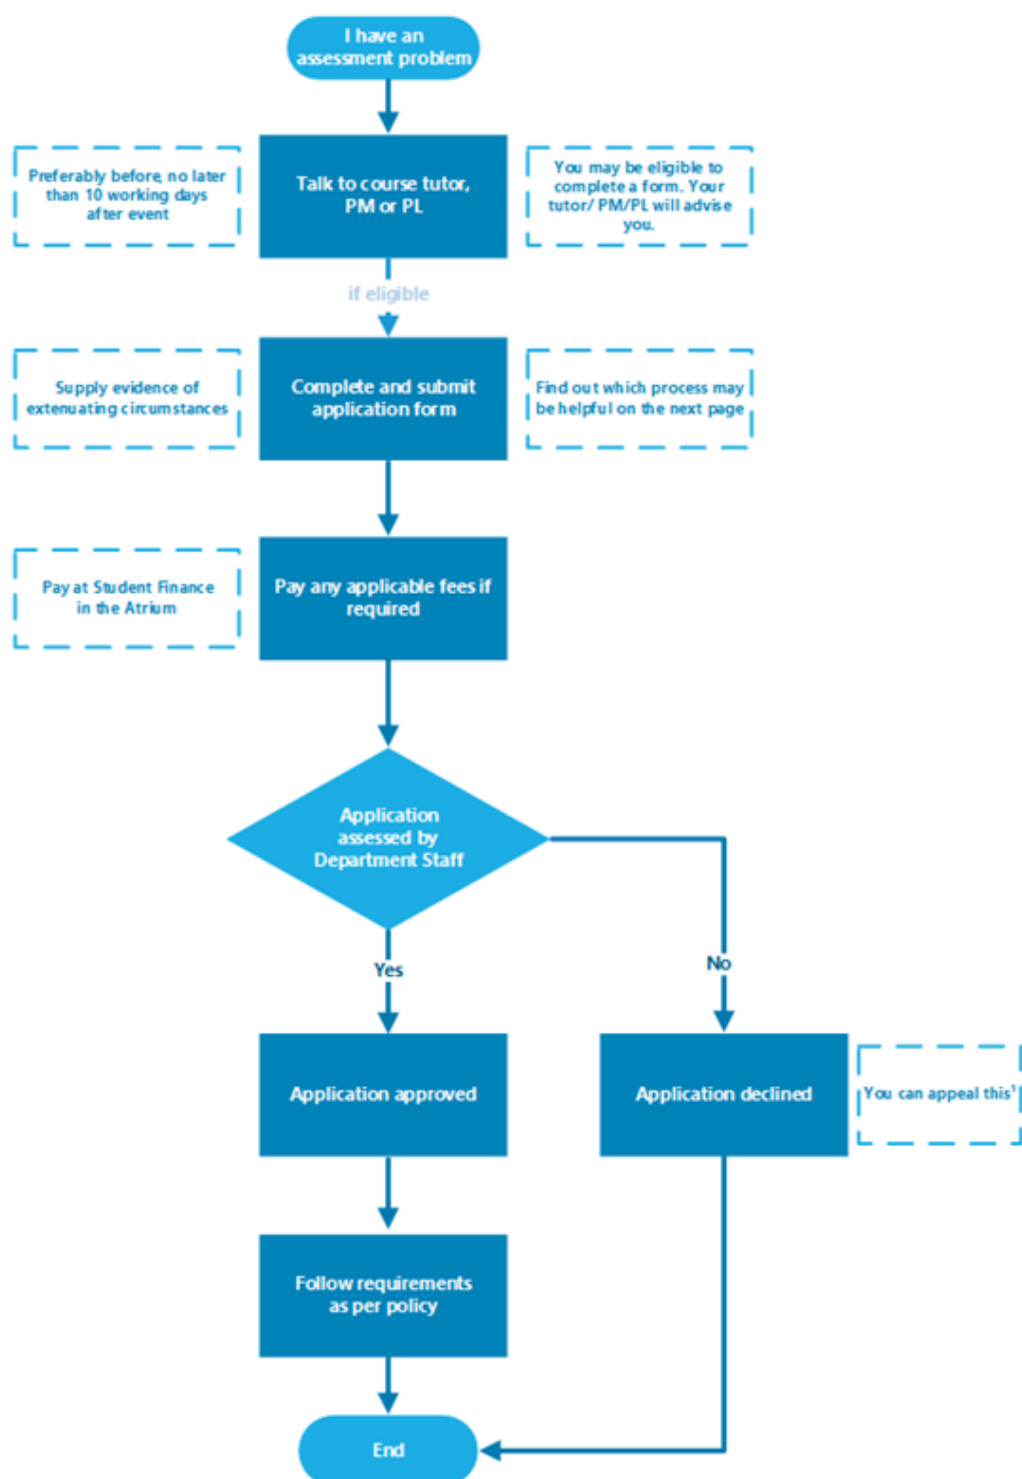 I have an
assessment problem
Preferably before, no later
than 10 working days
after event
Talk to course tutor,
PM or PL
You may be eligible to
complete a form. Your
tutor/ PM/PL will advise
you.
if eligible
Supply evidence of
extenuating circumstances
Complete and submit
application form
Find out which process may
be helpful on the next page
Pay at Student Finance
in the Atrium
Pay any applicable fees if
required
Application
assessed by
Department Staff
Yes
No
Application approved
Application declined
You can appeal this¹
Follow requirements
as per policy
End